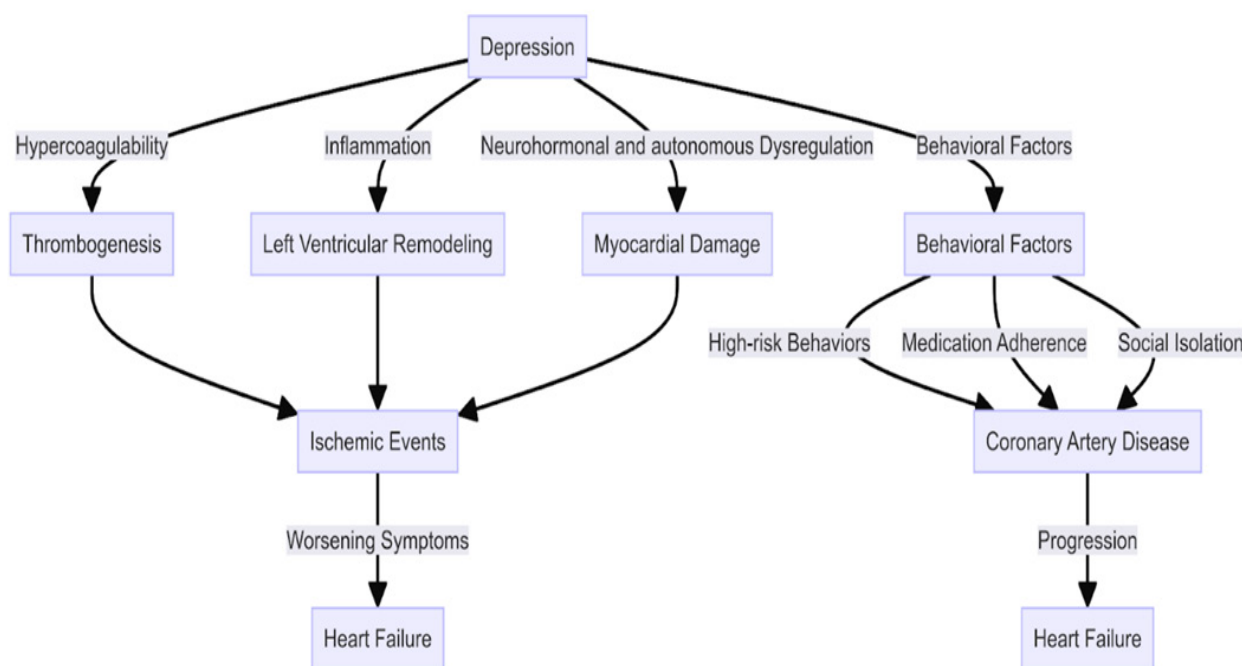 Depression
Hypercoagulability
Inflammation
Neurohormonal and autonomous Dysregulation
Behavioral Factors
Thrombogenesis
Left Ventricular Remodeling
Myocardial Damage
Behavioral Factors
High-risk Behaviors
Medication Adherence
Social Isolation
Ischemic Events
Coronary Artery Disease
Worsening Symptoms
Progression
Heart Failure
Heart Failure